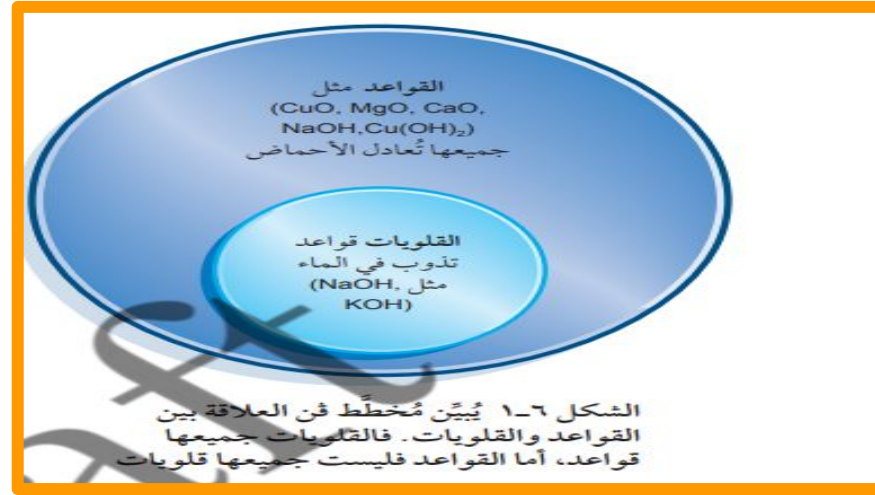 القواعد مثل
(CuO, MgO, CaO,
NaOH,Cu(OH)₂)
جميعها تُعادل الأحماض
القلويات قواعد
تذوب في الماء
مثل (NaOH,
KOH)
الشكل ٦-١ يُبيِّن مُخطَّط ڤن العلاقة بين
القواعد والقلويات. فالقلويات جميعها
قواعد، أما القواعد فليست جميعها قلويات